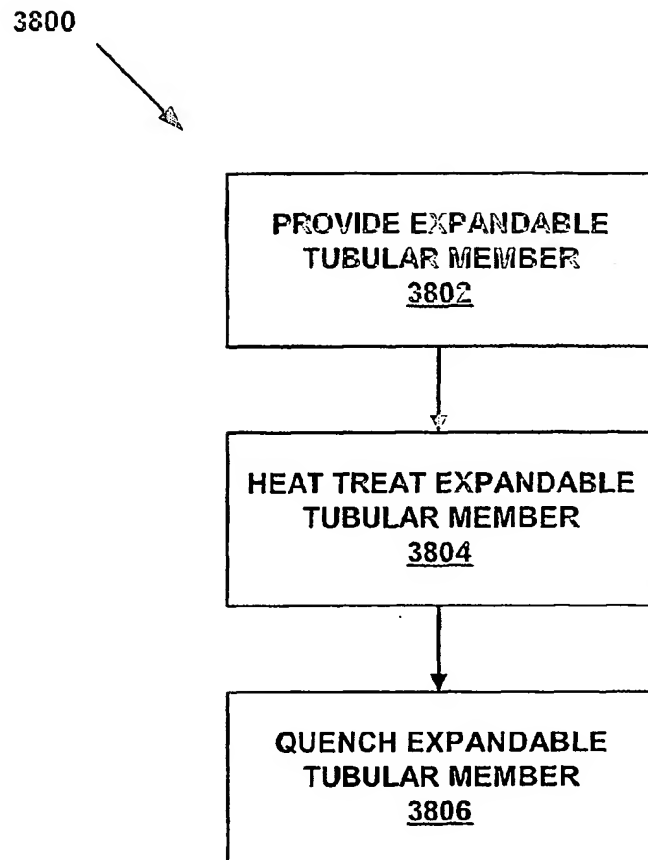 3800
PROVIDE EXPANDABLE
TUBULAR MEMBER
3802
HEAT TREAT EXPANDABLE
TUBULAR MEMBER
3804
QUENCH EXPANDABLE
TUBULAR MEMBER
3806